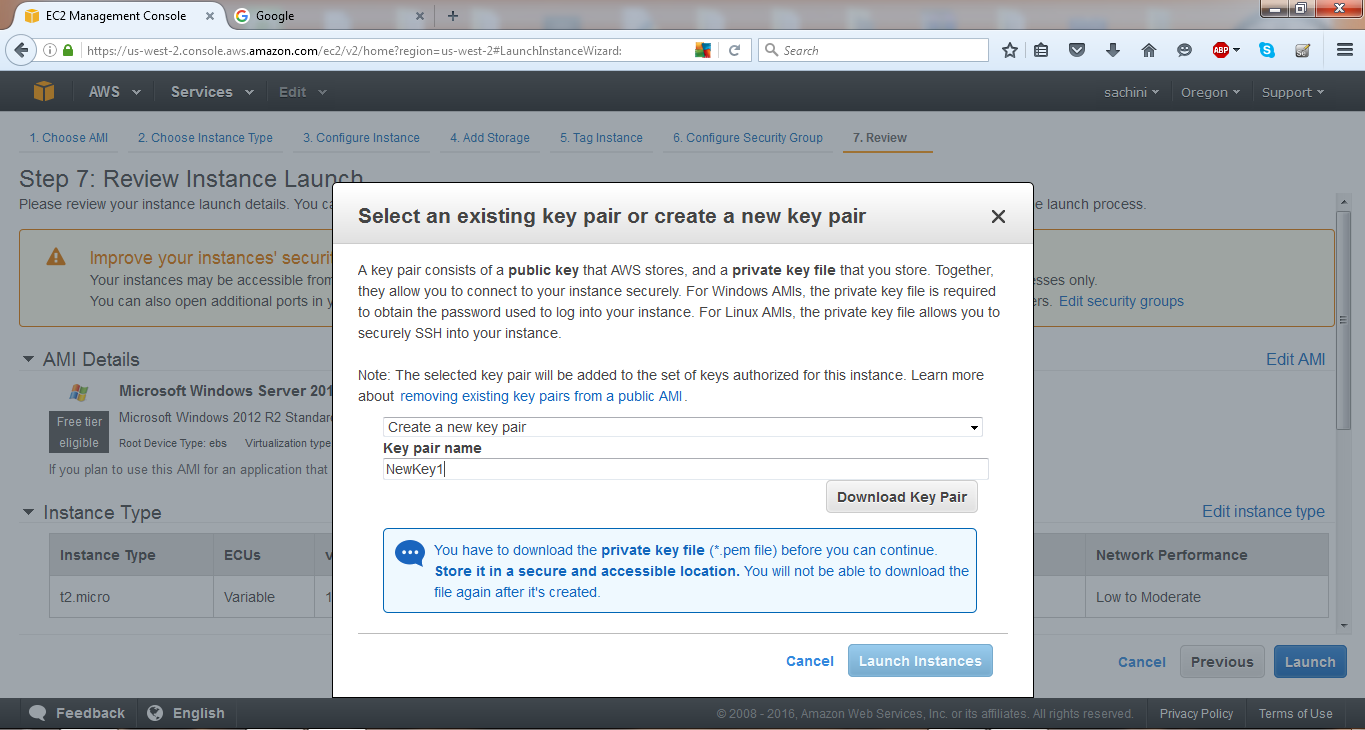 EC2 Management Console
Google
https://us-west-2.console.aws.amazon.com/ec2/v2/home?region=us-west-2#LaunchInstanceWizard:
Search
ABP
AWS
Services
Edit
sachini
Oregon
Support
1. Choose AMI
2. Choose Instance Type
3. Configure Instance
4. Add Storage
5. Tag Instance
6. Configure Security Group
7. Review
Step 7: Review Instance Launch
Please review your instance launch details. You
e launch process.
Improve your instances'
Your instances may be accessible from
esses only.
You can also open additional ports in
ers. Edit security groups
Select an existing key pair or create a new key pair
A key pair consists of a public key that AWS stores, and a private key file that you store. Together,
they allow you to connect to your instance securely. For Windows AMIs, the private key file is required
to obtain the password used to log into your instance. For Linux AMIs, the private key file allows you to
securely SSH into your instance.
Note: The selected key pair will be added to the set of keys authorized for this instance. Learn more
about removing existing key pairs from a public AMI.
Create a new key pair
Key pair name
NewKey1
Download Key Pair
You have to download the private key file (*.pem file) before you can continue.
Store it in a secure and accessible location. You will not be able to download the
file again after it's created.
Cancel
Launch Instances
AMI Details
Edit AMI
Microsoft Windows Server 201
Free tier
eligible
Microsoft Windows 2012 R2 Standar
Root Device Type: ebs
Virtualization type
If you plan to use this AMI for an application that
Instance Type
Edit instance type
Instance Type
ECUs
v
Network Performance
t2.micro
Variable
1
Low to Moderate
Cancel
Previous
Launch
Feedback
English
© 2008 - 2016, Amazon Web Services, Inc. or its affiliates. All rights reserved.
Privacy Policy
Terms of Use